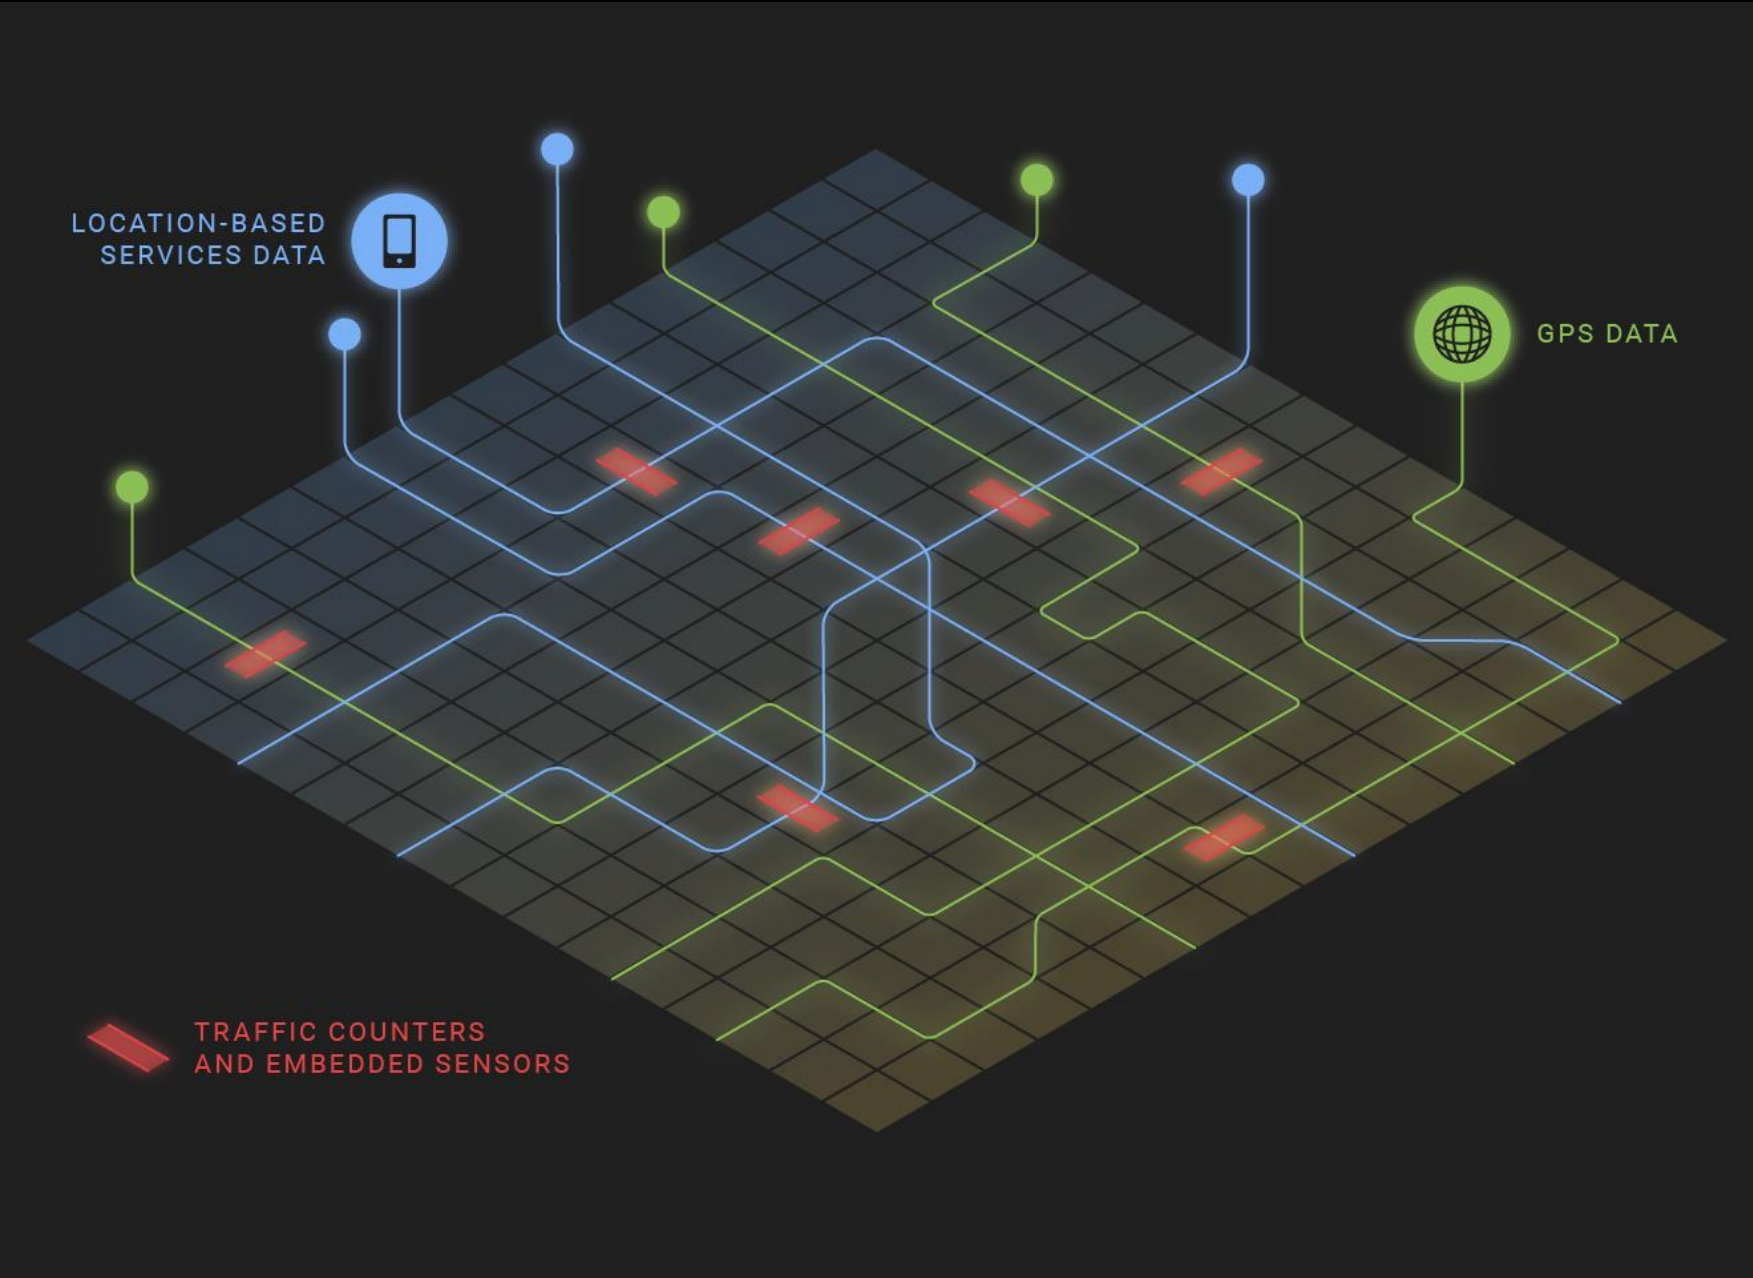 LOCATION-BASED
SERVICES DATA
GPS DATA
TRAFFIC COUNTERS
AND EMBEDDED SENSORS